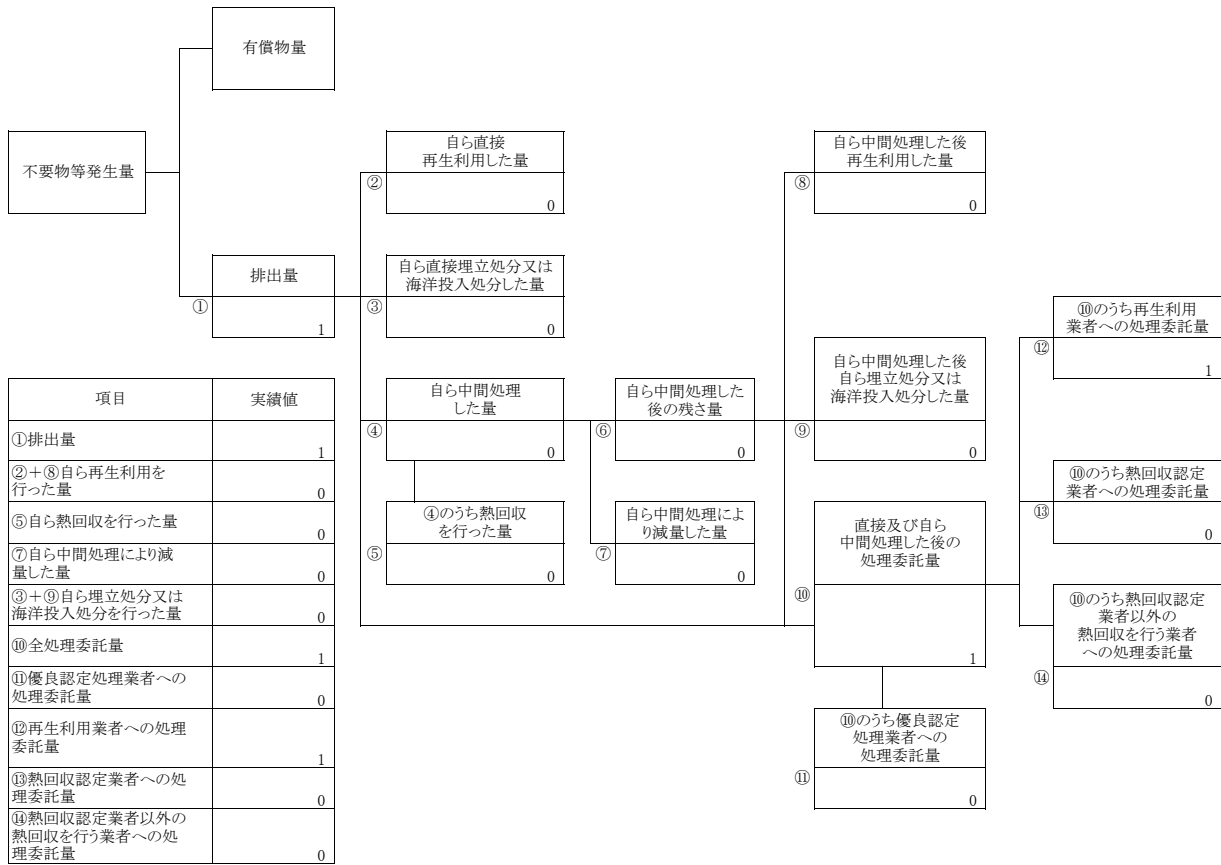 有償物量
不要物等発生量
自ら直接
再生利用した量
②
0
自ら中間処理した後
再生利用した量
⑧
0
排出量
①
1
自ら直接埋立処分又は
海洋投入処分した量
③
0
⑩のうち再生利用
業者への処理委託量
⑫
1
自ら中間処理
した量
④
0
自ら中間処理した
後の残さ量
⑥
0
自ら中間処理した後
自ら埋立処分又は
海洋投入処分した量
⑨
0
⑩のうち熱回収認定
業者への処理委託量
⑬
0
④のうち熱回収
を行った量
⑤
0
自ら中間処理によ
り減量した量
⑦
0
直接及び自ら
中間処理した後の
処理委託量
⑩
1
⑩のうち熱回収認定
業者以外の
熱回収を行う業者
への処理委託量
⑭
0
⑩のうち優良認定
処理業者への
処理委託量
⑪
0
項目 実績値
①排出量 1
②+⑧自ら再生利用を
行った量 0
⑤自ら熱回収を行った量 0
⑦自ら中間処理により減
量した量 0
③+⑨自ら埋立処分又は
海洋投入処分を行った量 0
⑩全処理委託量 1
⑪優良認定処理業者への
処理委託量 0
⑫再生利用業者への処理
委託量 1
⑬熱回収認定業者への処
理委託量 0
⑭熱回収認定業者以外の
熱回収を行う業者への処
理委託量 0